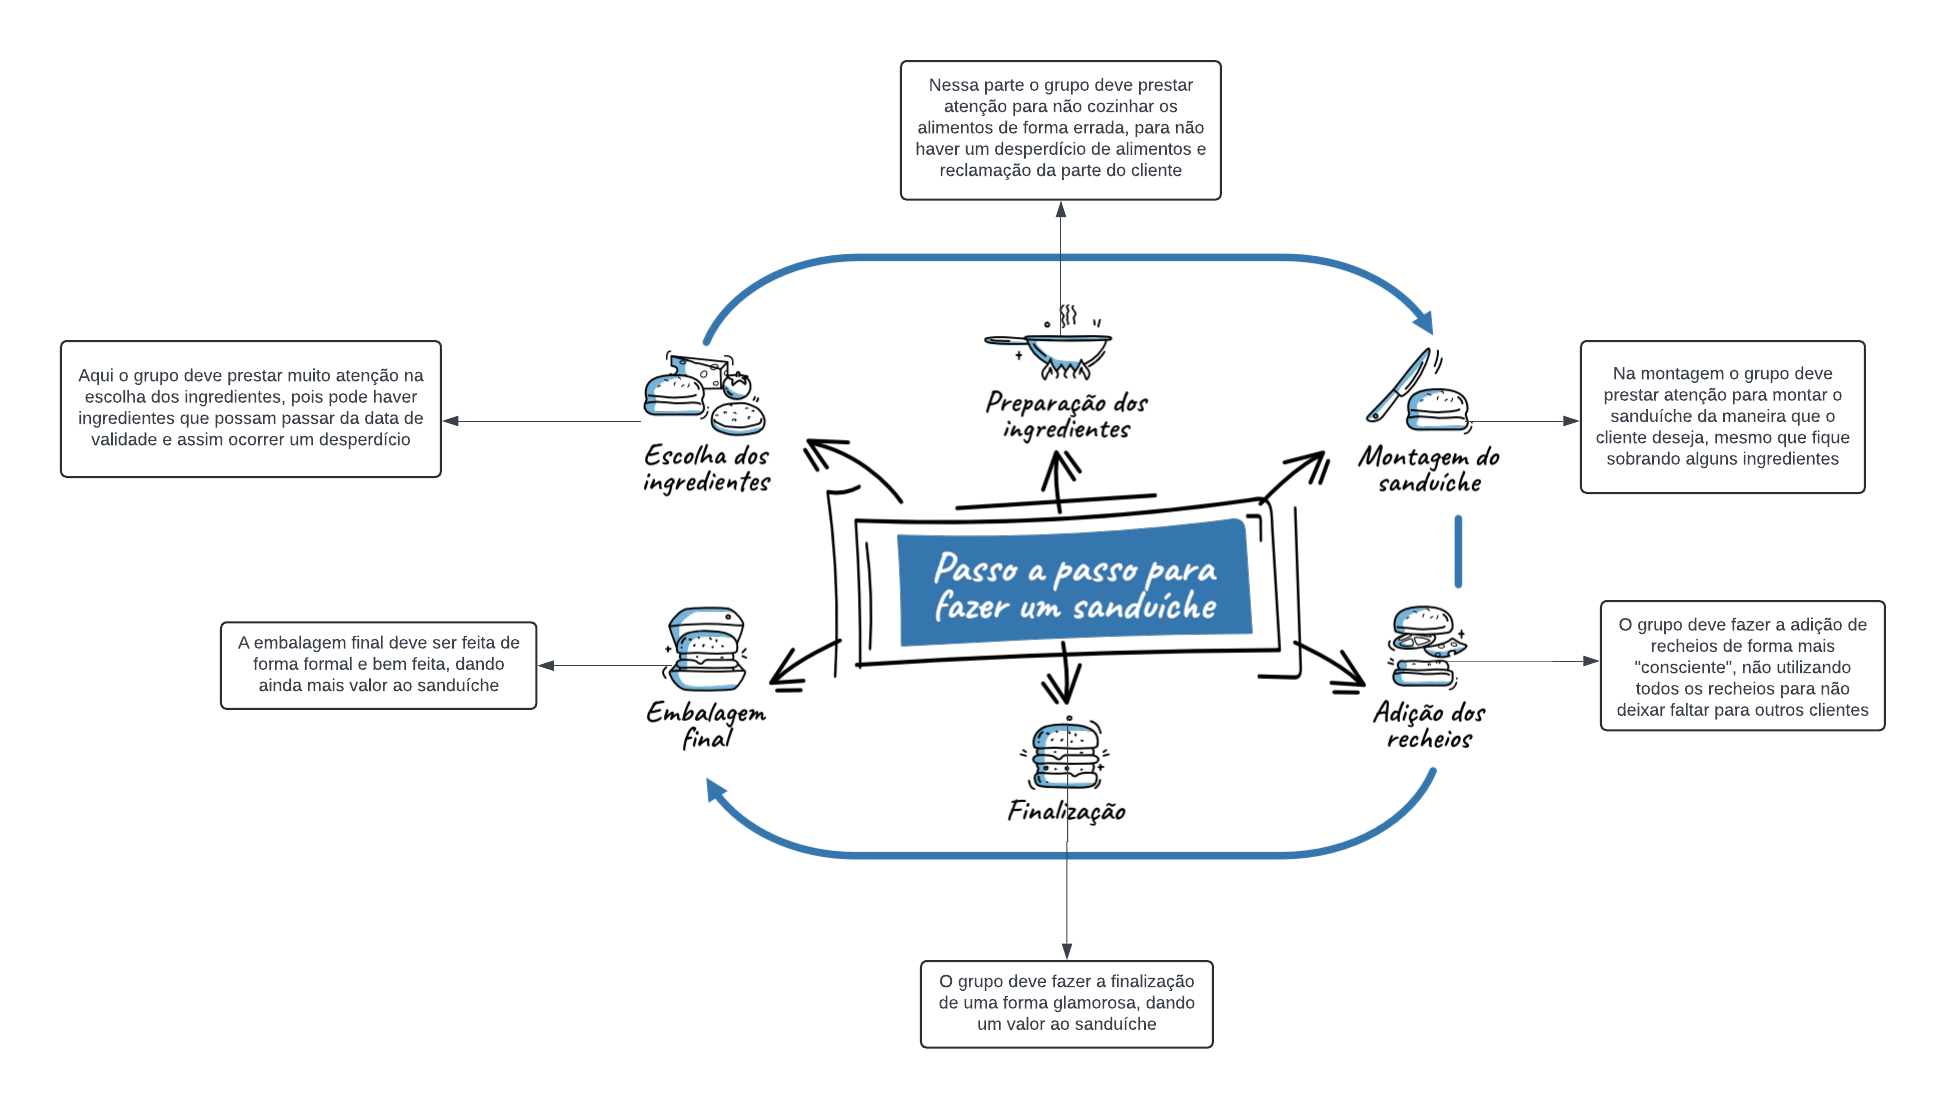 Nessa parte o grupo deve prestar
atenção para não cozinhar os
alimentos de forma errada, para não
haver um desperdício de alimentos e
reclamação da parte do cliente
Aqui o grupo deve prestar muito atenção na
escolha dos ingredientes, pois pode haver
ingredientes que possam passar da data de
validade e assim ocorrer um desperdício
Escolha dos
ingredientes
Preparação dos
ingredientes
Montagem do
sanduíche
Na montagem o grupo deve
prestar atenção para montar o
sanduíche da maneira que o
cliente deseja, mesmo que fique
sobrando alguns ingredientes
Passo a passo para
fazer um sanduíche
A embalagem final deve ser feita de
forma formal e bem feita, dando
ainda mais valor ao sanduíche
Embalagem
final
Finalização
Adição dos
recheios
O grupo deve fazer a adição de
recheios de forma mais
"consciente", não utilizando
todos os recheios para não
deixar faltar para outros clientes
O grupo deve fazer a finalização
de uma forma glamorosa, dando
um valor ao sanduíche